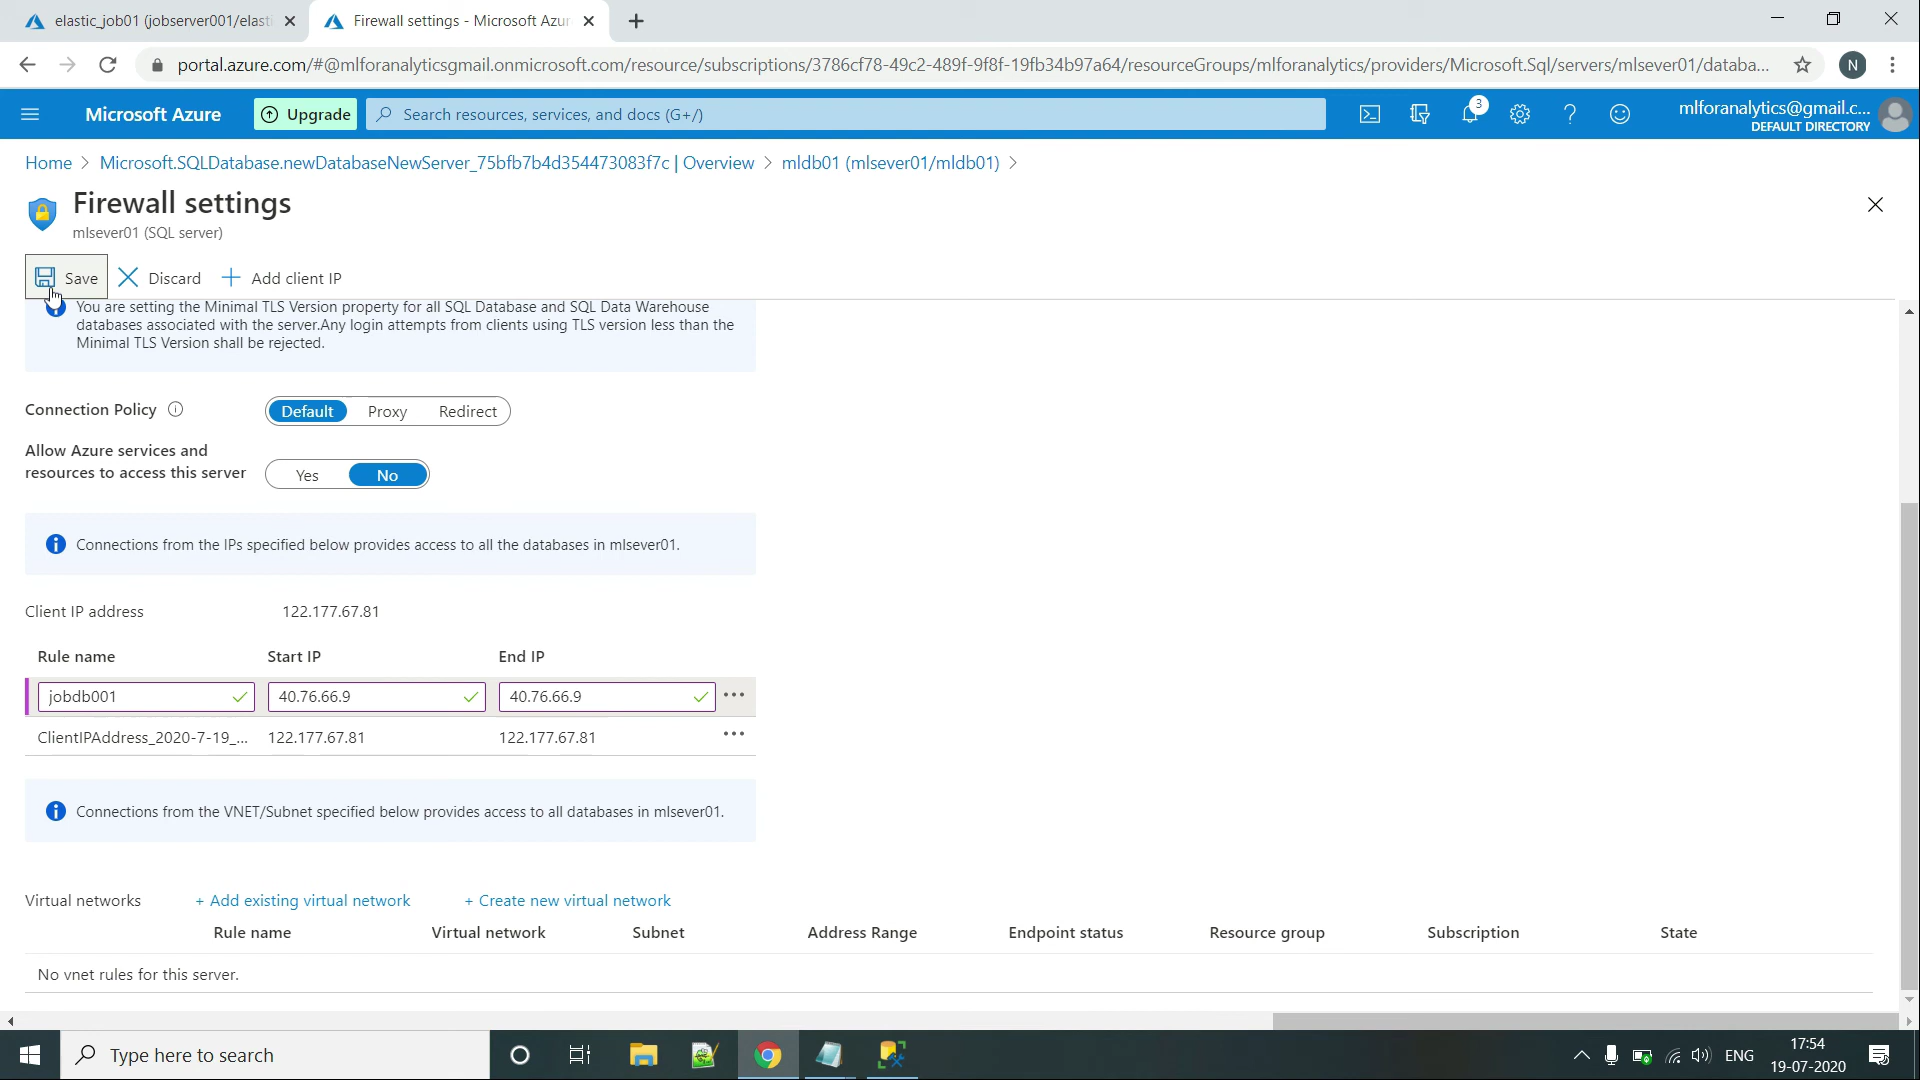 elastic_job01 (jobserver001/elasti
Firewall settings - Microsoft Azur
portal.azure.com/#@mlforanalyticsgmail.onmicrosoft.com/resource/subscriptions/3786cf78-49c2-489f-9f8f-19fb34b97a64/resourceGroups/mlforanalytics/providers/Microsoft.Sql/servers/mlsever01/databa...
N
Microsoft Azure
Upgrade
Search resources, services, and docs (G+/)
3
mlforanalytics@gmail.c...
DEFAULT DIRECTORY
Home > Microsoft.SQLDatabase.newDatabaseNewServer_75bfb7b4d354473083f7c | Overview > mldb01 (mlsever01/mldb01) >
Firewall settings
mlsever01 (SQL server)
Save
Discard
Add client IP
You are setting the Minimal TLS Version property for all SQL Database and SQL Data Warehouse
databases associated with the server.Any login attempts from clients using TLS version less than the
Minimal TLS Version shall be rejected.
Connection Policy
Default Proxy Redirect
Allow Azure services and
resources to access this server
Yes No
Connections from the IPs specified below provides access to all the databases in mlsever01.
Client IP address 122.177.67.81
Rule name Start IP End IP
jobdb001 40.76.66.9 40.76.66.9 ...
ClientIPAddress_2020-7-19_... 122.177.67.81 122.177.67.81 ...
Connections from the VNET/Subnet specified below provides access to all databases in mlsever01.
Virtual networks + Add existing virtual network + Create new virtual network
Rule name Virtual network Subnet Address Range Endpoint status Resource group Subscription State
No vnet rules for this server.
Type here to search
ENG
17:54
19-07-2020